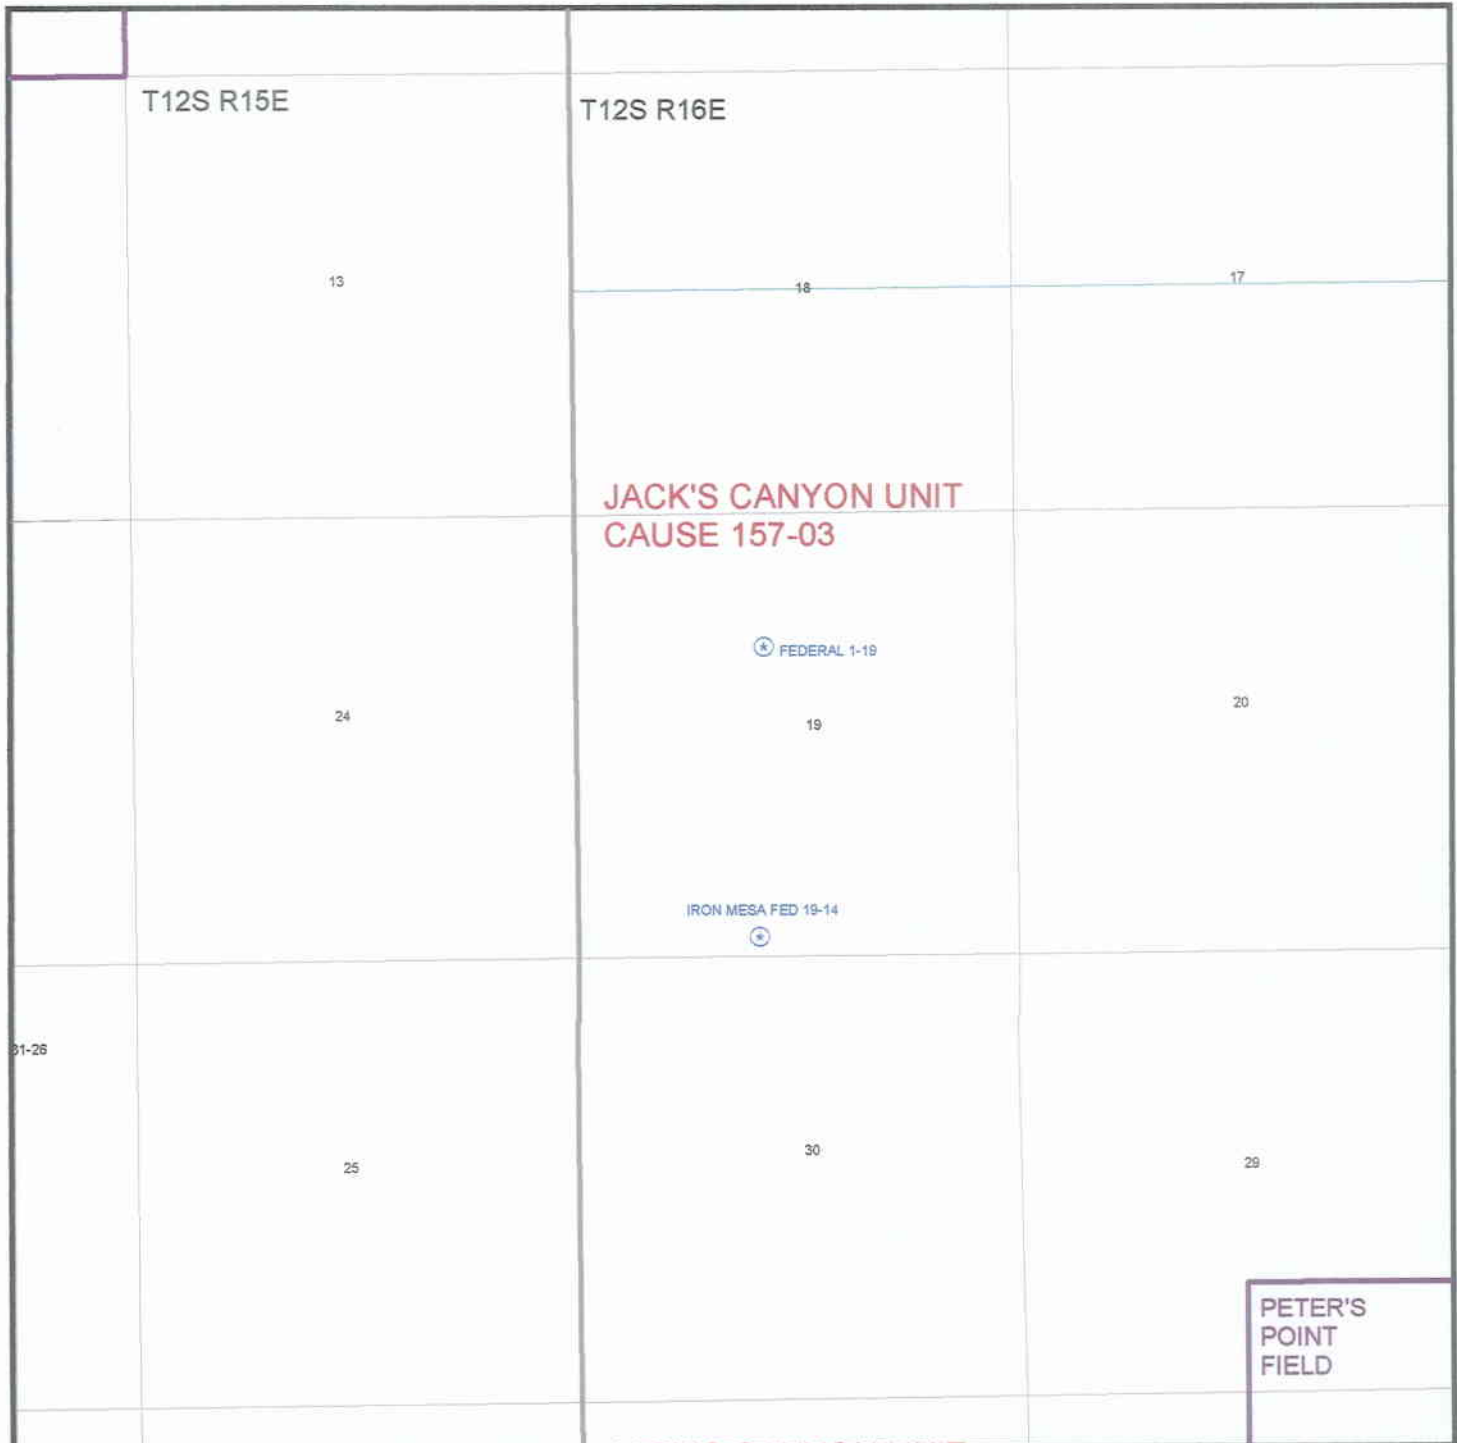 T12S R15E
T12S R16E
13
18
17
JACK'S CANYON UNIT
CAUSE 157-03
FEDERAL 1-19
24
19
20
IRON MESA FED 19-14
31-26
25
30
29
PETER'S
POINT
FIELD